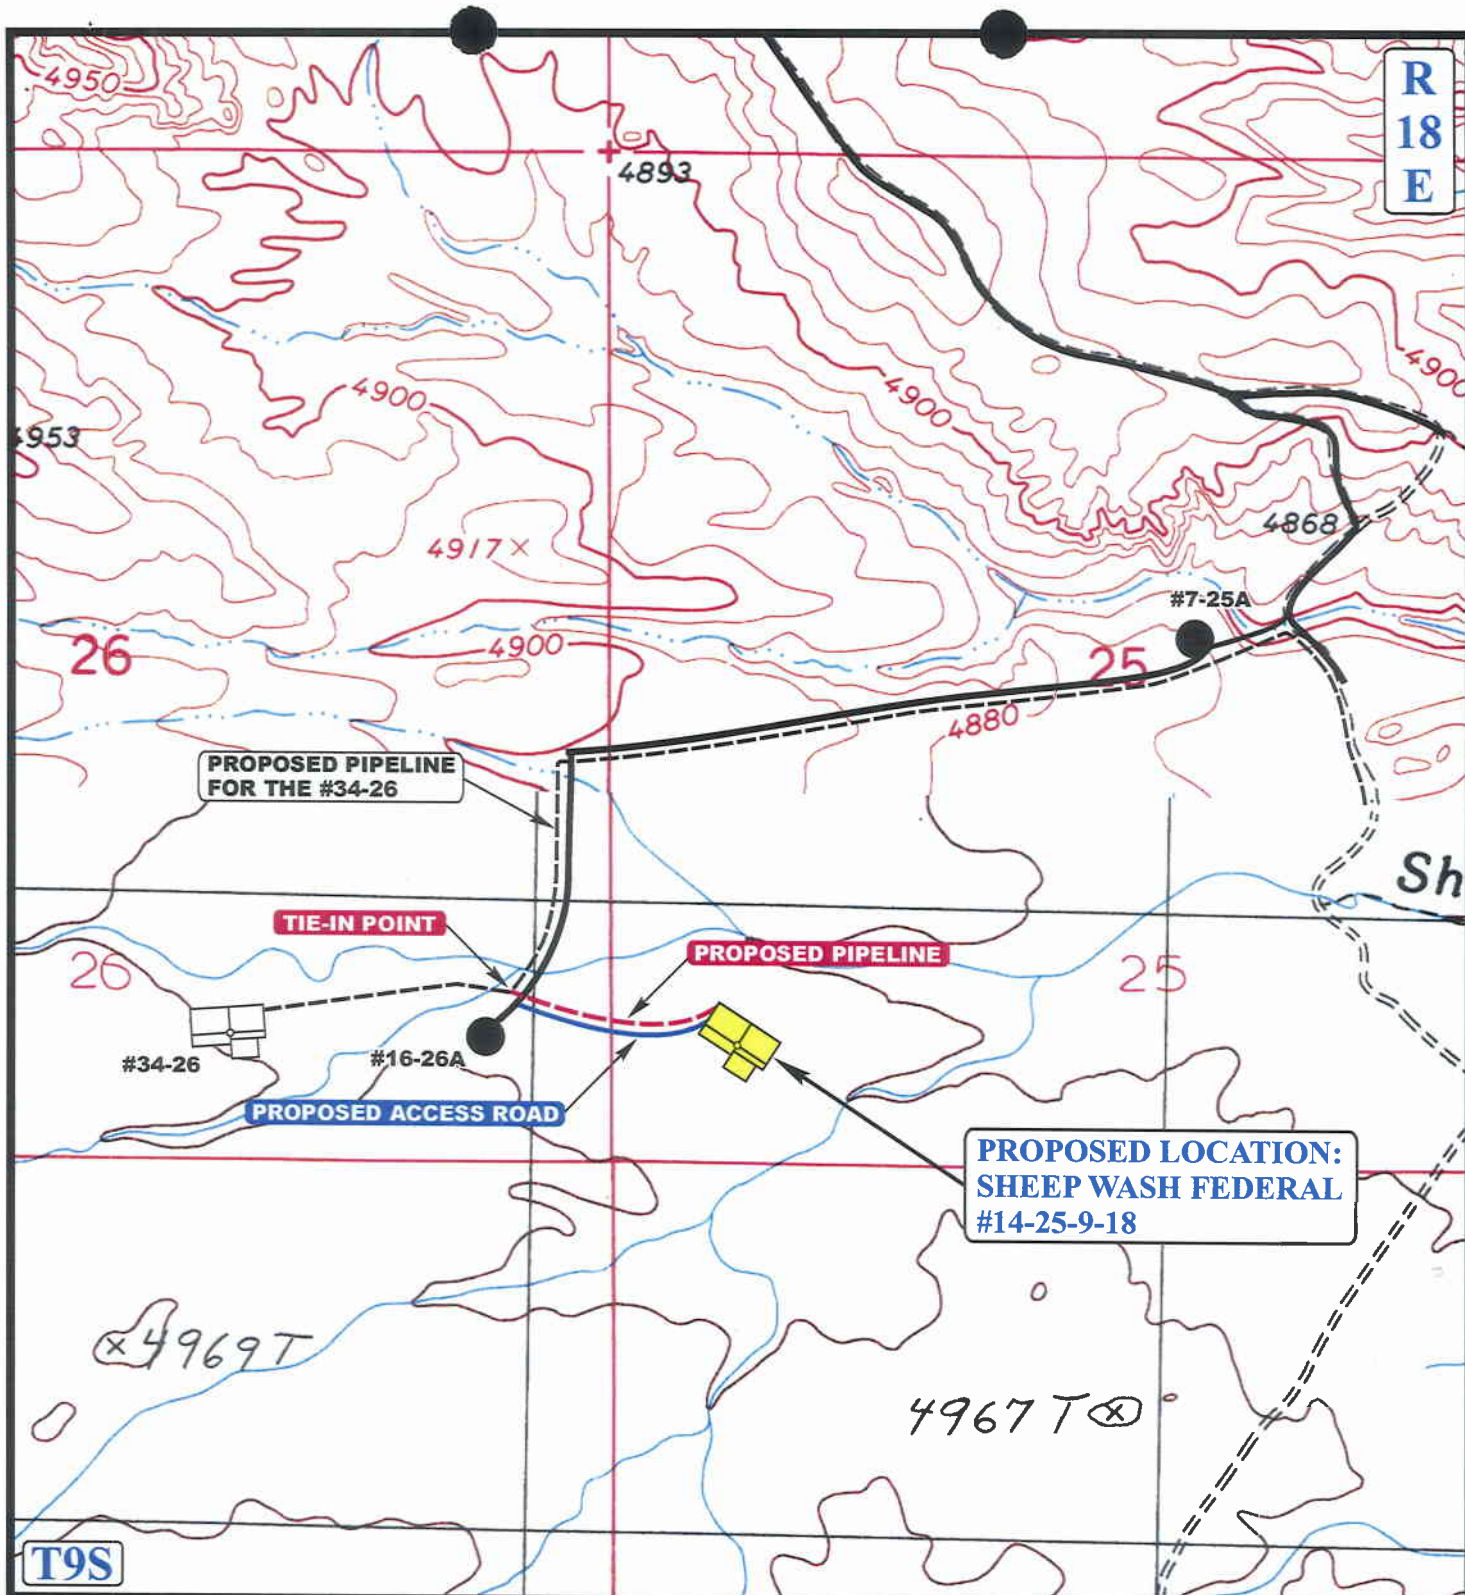 4950
R
18
E
4893
4900
4900
4900
4953
4917 ×
4868
#7-25A
26
4900
25
4880
PROPOSED PIPELINE
FOR THE #34-26
Sh
TIE-IN POINT
PROPOSED PIPELINE
26
25
#34-26
#16-26A
PROPOSED ACCESS ROAD
PROPOSED LOCATION:
SHEEP WASH FEDERAL
#14-25-9-18
×4969T
4967 T×
T9S